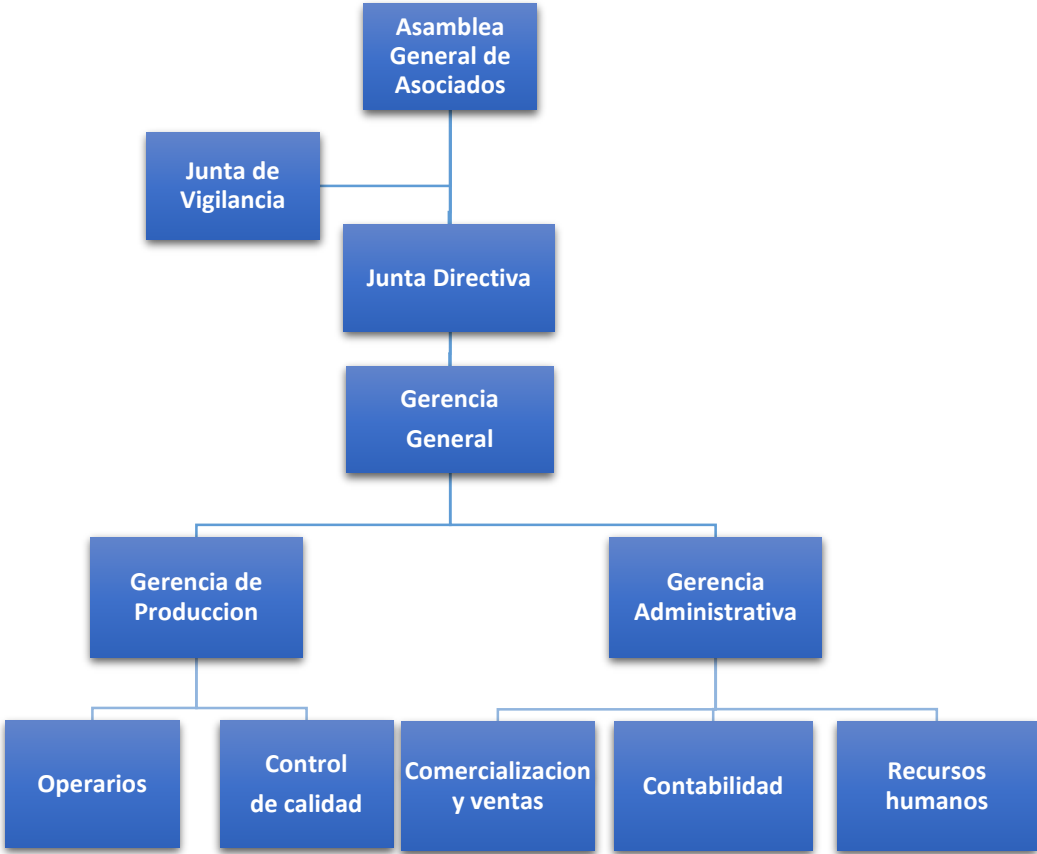 Asamblea
General de
Asociados
Junta de
Vigilancia
Junta Directiva
Gerencia
General
Gerencia de
Produccion
Gerencia
Administrativa
Operarios
Control
de calidad
Comercializacion
y ventas
Contabilidad
Recursos
humanos